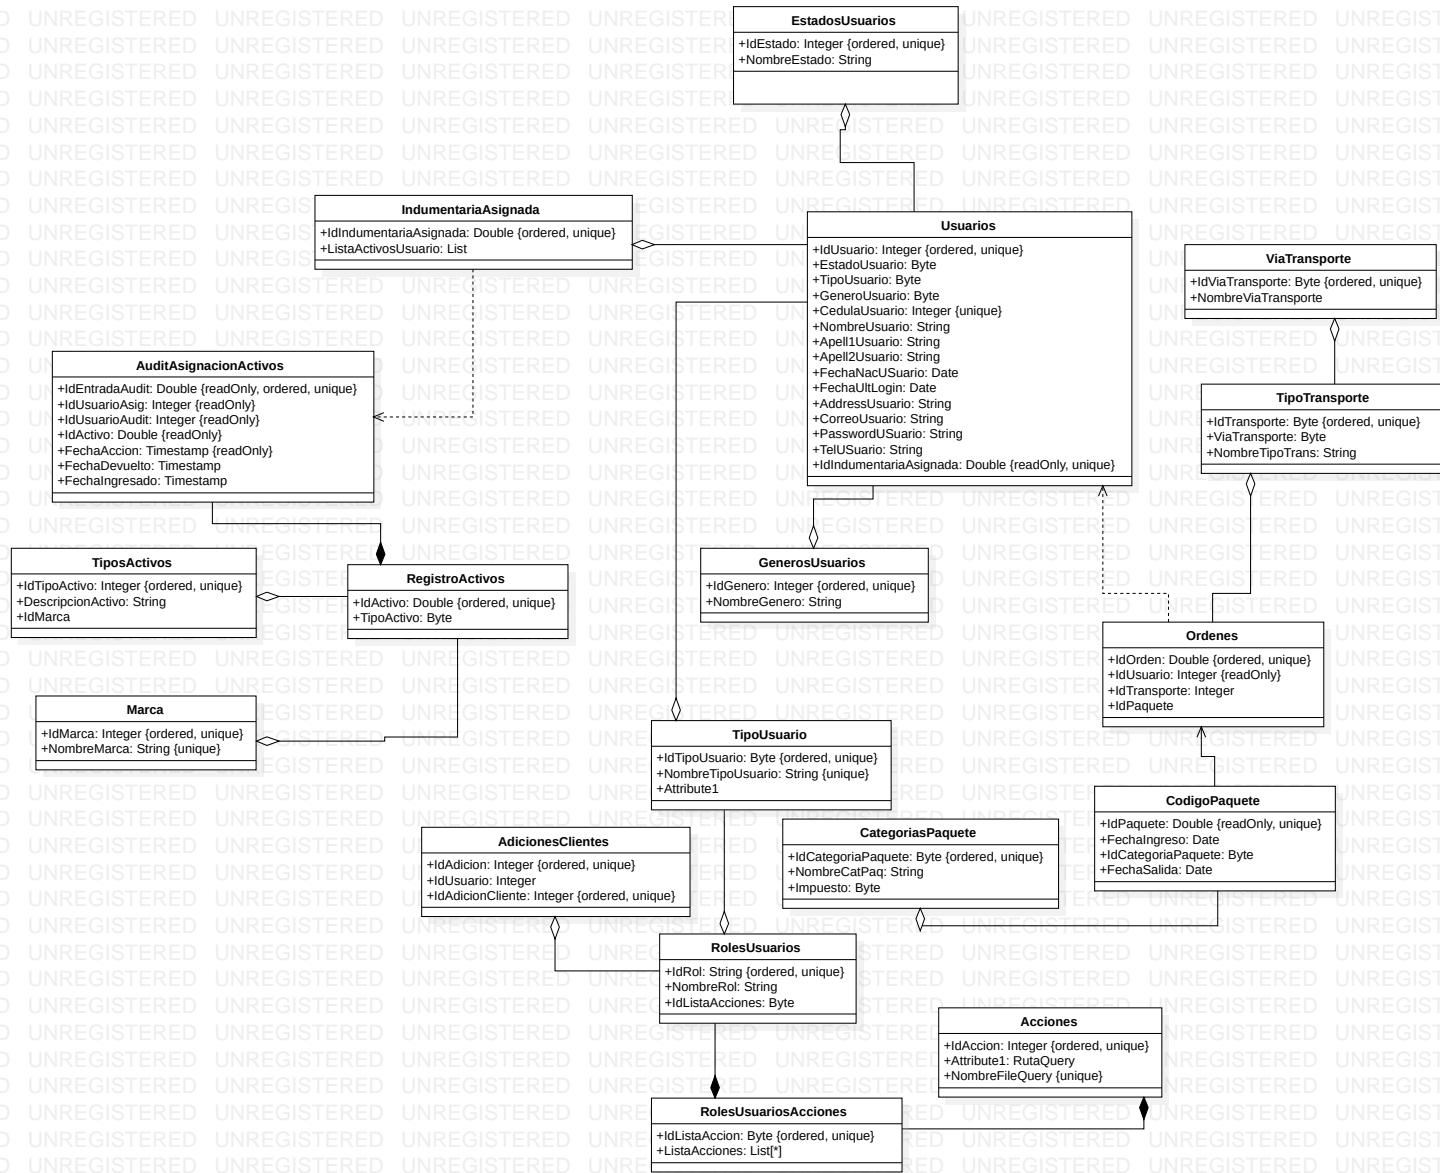 EstadosUsuarios
+IdEstado: Integer {ordered, unique}
+NombreEstado: String
IndumentariaAsignada
+IdIndumentariaAsignada: Double {ordered, unique}
+ListaActivosUsuario: List
Usuarios
+IdUsuario: Integer {ordered, unique}
+EstadoUsuario: Byte
+TipoUsuario: Byte
+GeneroUsuario: Byte
+CedulaUsuario: Integer {unique}
+NombreUsuario: String
+Apell1Usuario: String
+Apell2Usuario: String
+FechaNacUSuario: Date
+FechaUltLogin: Date
+AddressUsuario: String
+CorreoUsuario: String
+PasswordUSuario: String
+TelUSuario: String
+IdIndumentariaAsignada: Double {readOnly, unique}
ViaTransporte
+IdViaTransporte: Byte {ordered, unique}
+NombreViaTransporte
AuditAsignacionActivos
+IdEntradaAudit: Double {readOnly, ordered, unique}
+IdUsuarioAsig: Integer {readOnly}
+IdUsuarioAudit: Integer {readOnly}
+IdActivo: Double {readOnly}
+FechaAccion: Timestamp {readOnly}
+FechaDevuelto: Timestamp
+FechaIngresado: Timestamp
TipoTransporte
+IdTransporte: Byte {ordered, unique}
+ViaTransporte: Byte
+NombreTipoTrans: String
TiposActivo
+IdTipoActivo: Integer {ordered, unique}
+DescripcionActivo: String
+IdMarca
RegistroActivos
+IdActivo: Double {ordered, unique}
+TipoActivo: Byte
GenerosUsuarios
+IdGenero: Integer {ordered, unique}
+NombreGenero: String
Ordenes
+IdOrden: Double {ordered, unique}
+IdUsuario: Integer {readOnly}
+IdTransporte: Integer
+IdPaquete
Marca
+IdMarca: Integer {ordered, unique}
+NombreMarca: String {unique}
TipoUsuario
+IdTipoUsuario: Byte {ordered, unique}
+NombreTipoUsuario: String {unique}
+Attribute1
CodigoPaquete
+IdPaquete: Double {readOnly, unique}
+FechaIngreso: Date
+IdCategoriaPaquete: Byte
+FechaSalida: Date
AdicionesClientes
+IdAdicion: Integer {ordered, unique}
+IdUsuario: Integer
+IdAdicionCliente: Integer {ordered, unique}
CategoriasPaquete
+IdCategoriaPaquete: Byte {ordered, unique}
+NombreCatPaq: String
+Impuesto: Byte
RolesUsuarios
+IdRol: String {ordered, unique}
+NombreRol: String
+IdListaAcciones: Byte
Acciones
+IdAccion: Integer {ordered, unique}
+Attribute1: RutaQuery
+NombreFileQuery {unique}
RolesUsuariosAcciones
+IdListaAccion: Byte {ordered, unique}
+ListaAcciones: List[*]
UNREGISTERED